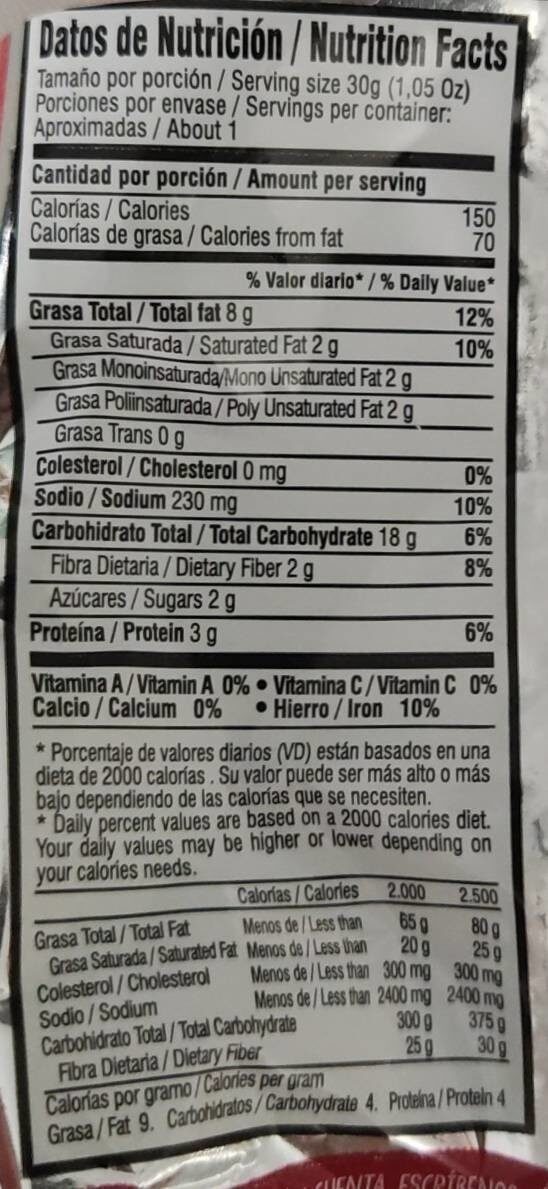 Datos de Nutrición / Nutrition Facts
Tamaño por porción / Serving size 30g (1,05 Oz)
Porciones por envase / Servings per container:
Aproximadas / About 1
Cantidad por porción / Amount per serving
Calorías / Calories 150
Calorías de grasa / Calories from fat 70
% Valor diario* / % Daily Value*
Grasa Total / Total fat 8 g 12%
Grasa Saturada / Saturated Fat 2 g 10%
Grasa Monoinsaturada/Mono Unsaturated Fat 2 g
Grasa Poliinsaturada / Poly Unsaturated Fat 2 g
Grasa Trans 0 g
Colesterol / Cholesterol 0 mg 0%
Sodio / Sodium 230 mg 10%
Carbohidrato Total / Total Carbohydrate 18 g 6%
Fibra Dietaria / Dietary Fiber 2 g 8%
Azúcares / Sugars 2 g
Proteína / Protein 3 g 6%
Vitamina A / Vitamin A 0% • Vitamina C / Vitamin C 0%
Calcio / Calcium 0% • Hierro / Iron 10%
* Porcentaje de valores diarios (VD) están basados en una
dieta de 2000 calorías . Su valor puede ser más alto o más
bajo dependiendo de las calorías que se necesiten.
* Daily percent values are based on a 2000 calories diet.
Your daily values may be higher or lower depending on
your calories needs.
Calorías / Calories 2.000 2.500
Grasa Total / Total Fat Menos de / Less than 65 g 80 g
Grasa Saturada / Saturated Fat Menos de / Less than 20 g 25 g
Colesterol / Cholesterol Menos de / Less than 300 mg 300 mg
Sodio / Sodium Menos de / Less than 2400 mg 2400 mg
Carbohidrato Total / Total Carbohydrate 300 g 375 g
Fibra Dietaria / Dietary Fiber 25 g 30 g
Calorías por gramo / Calories per gram
Grasa / Fat 9. Carbohidratos / Carbohydrate 4. Proteína / Protein 4